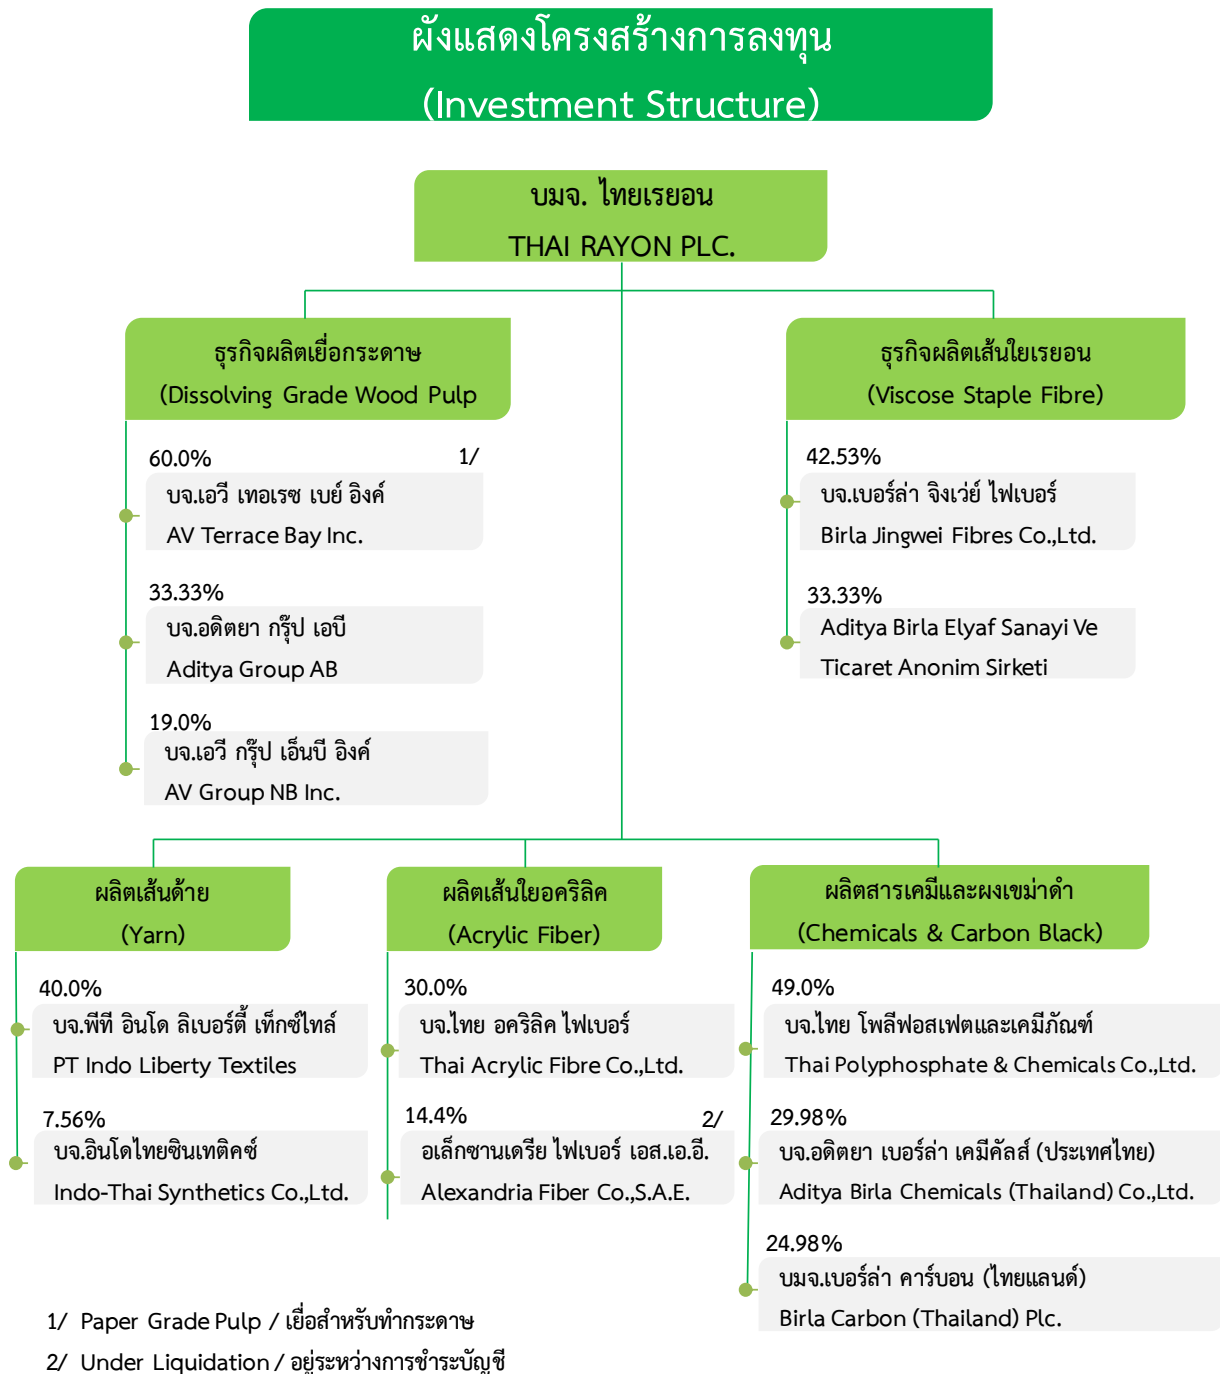 ผังแสดงโครงสร้างการลงทุน
(Investment Structure)
บมจ. ไทยเรยอน
THAI RAYON PLC.
ธุรกิจผลิตเยื่อกระดาษ
(Dissolving Grade Wood Pulp
60.0% 1/
บจ.เอวี เทอเรซ เบย์ อิงค์
AV Terrace Bay Inc.
33.33%
บจ.อดิตยา กรุ๊ป เอบี
Aditya Group AB
19.0%
บจ.เอวี กรุ๊ป เอ็นบี อิงค์
AV Group NB Inc.
ธุรกิจผลิตเส้นใยเรยอน
(Viscose Staple Fibre)
42.53%
บจ.เบอร์ล่า จิงเว่ย์ ไฟเบอร์
Birla Jingwei Fibres Co.,Ltd.
33.33%
Aditya Birla Elyaf Sanayi Ve
Ticaret Anonim Sirketi
ผลิตเส้นด้าย
(Yarn)
40.0%
บจ.พีที อินโด ลิเบอร์ตี้ เท็กซ์ไทล์
PT Indo Liberty Textiles
7.56%
บจ.อินโดไทยซินเทติคซ์
Indo-Thai Synthetics Co.,Ltd.
ผลิตเส้นใยอคริลิค
(Acrylic Fiber)
30.0%
บจ.ไทย อคริลิค ไฟเบอร์
Thai Acrylic Fibre Co.,Ltd.
14.4% 2/
อเล็กซานเดรีย ไฟเบอร์ เอส.เอ.อี.
Alexandria Fiber Co.,S.A.E.
ผลิตสารเคมีและผงเขม่าดำ
(Chemicals & Carbon Black)
49.0%
บจ.ไทย โพลีฟอสเฟตและเคมีภัณฑ์
Thai Polyphosphate & Chemicals Co.,Ltd.
29.98%
บจ.อดิตยา เบอร์ล่า เคมีคัลส์ (ประเทศไทย)
Aditya Birla Chemicals (Thailand) Co.,Ltd.
24.98%
บมจ.เบอร์ล่า คาร์บอน (ไทยแลนด์)
Birla Carbon (Thailand) Plc.
1/ Paper Grade Pulp / เยื่อสำหรับทำกระดาษ
2/ Under Liquidation / อยู่ระหว่างการชำระบัญชี